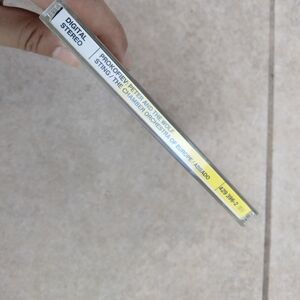 DIGITAL
STEREO
PROKOFIEV: PETER AND THE WOLF
STING / THE CHAMBER ORCHESTRA OF EUROPE / ABBADO
429 396-2